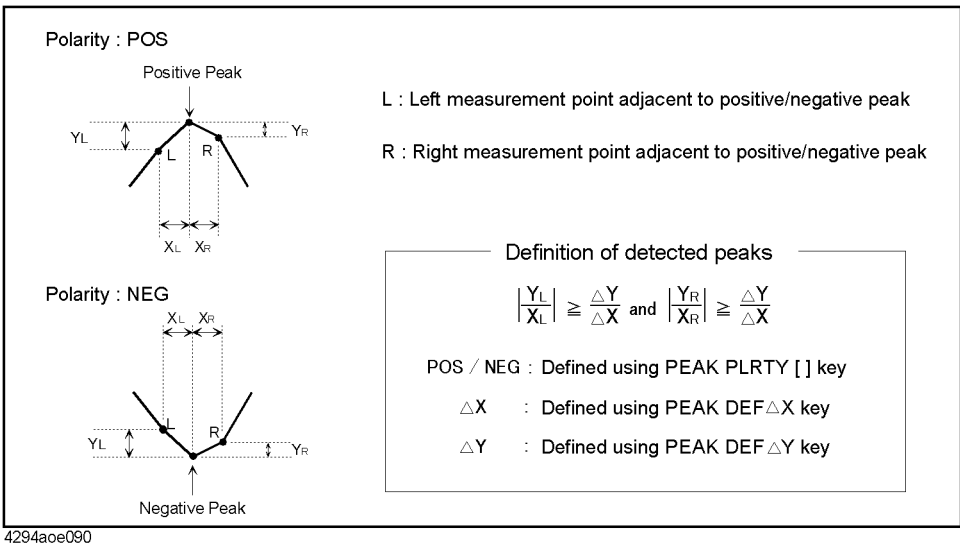 Polarity : POS
Positive Peak
YL
L
R
YR
XL XR
L : Left measurement point adjacent to positive/negative peak
R : Right measurement point adjacent to positive/negative peak
Polarity : NEG
XL XR
L
R
YL
YR
Negative Peak
Definition of detected peaks
|YL/XL| ≧ △Y/△X and |YR/XR| ≧ △Y/△X
POS / NEG : Defined using PEAK PLRTY [ ] key
△X : Defined using PEAK DEF△X key
△Y : Defined using PEAK DEF△Y key
4294aoe090